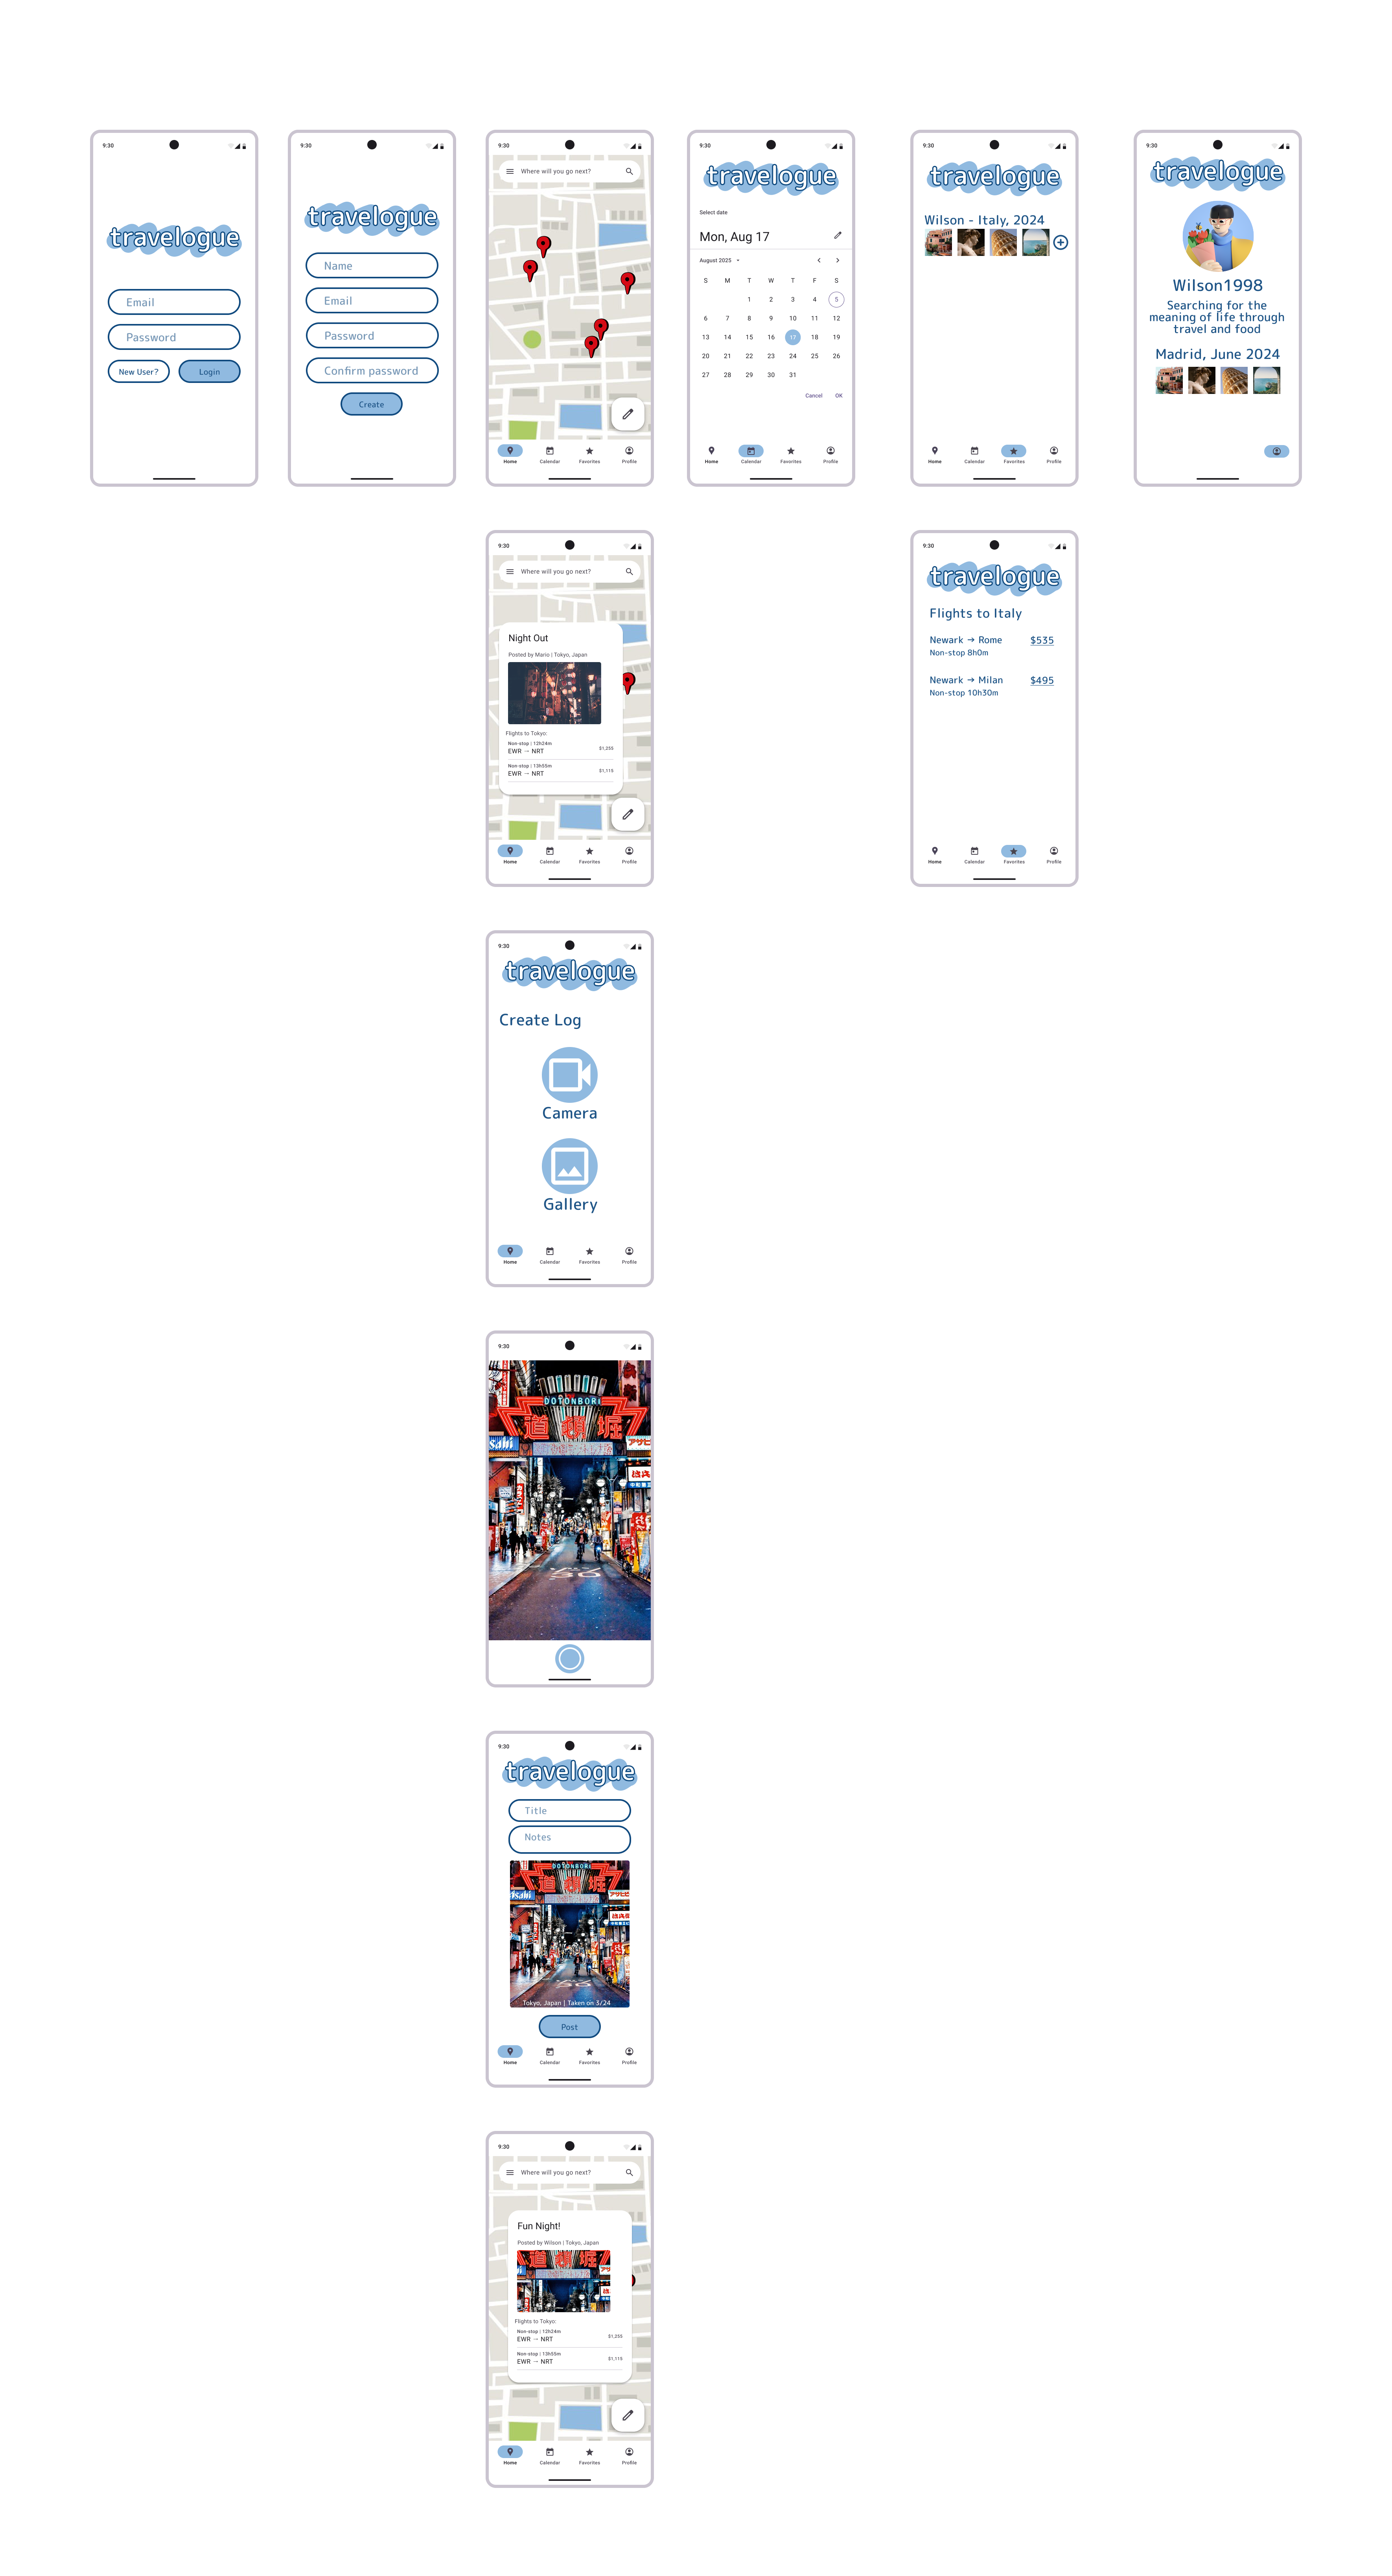 9:30
travelogue
Email
Password
New User?
Login
9:30
travelogue
Name
Email
Password
Confirm password
Create
9:30
Where will you go next?
Home
Calendar
Favorites
Profile
9:30
travelogue
Select date
Mon, Aug 17
August 2025
S M T W T F S
1 2 3 4 5
6 7 8 9 10 11 12
13 14 15 16 17 18 19
20 21 22 23 24 25 26
27 28 29 30 31
Cancel OK
Home
Calendar
Favorites
Profile
9:30
travelogue
Wilson - Italy, 2024
Home
Calendar
Favorites
Profile
9:30
travelogue
Wilson1998
Searching for the
meaning of life through
travel and food
Madrid, June 2024
9:30
Where will you go next?
Night Out
Posted by Mario | Tokyo, Japan
Flights to Tokyo:
Non-stop | 12h24m
EWR → NRT
$1,255
Non-stop | 13h55m
EWR → NRT
$1,115
Home
Calendar
Favorites
Profile
9:30
travelogue
Flights to Italy
Newark → Rome
$535
Non-stop 8h0m
Newark → Milan
$495
Non-stop 10h30m
Home
Calendar
Favorites
Profile
9:30
travelogue
Create Log
Camera
Gallery
Home
Calendar
Favorites
Profile
9:30
DOTONBORI
道頓堀
9:30
travelogue
Title
Notes
DOTONBORI
道頓堀
Tokyo, Japan | Taken on 3/24
Post
Home
Calendar
Favorites
Profile
9:30
Where will you go next?
Fun Night!
Posted by Wilson | Tokyo, Japan
道頓堀
Flights to Tokyo:
Non-stop | 12h24m
EWR → NRT
$1,255
Non-stop | 13h55m
EWR → NRT
$1,115
Home
Calendar
Favorites
Profile